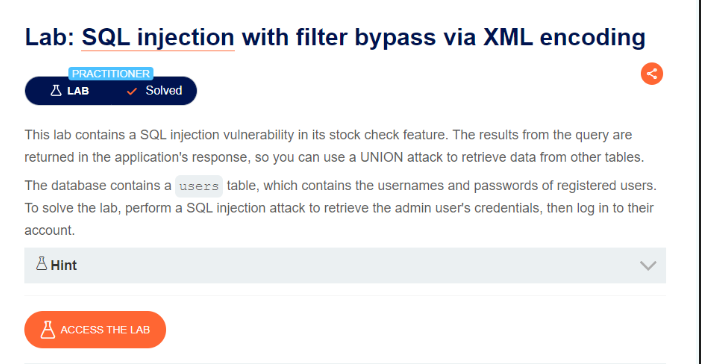 Lab: SQL injection with filter bypass via XML encoding
PRACTITIONER
LAB Solved
This lab contains a SQL injection vulnerability in its stock check feature. The results from the query are
returned in the application's response, so you can use a UNION attack to retrieve data from other tables.
The database contains a users table, which contains the usernames and passwords of registered users.
To solve the lab, perform a SQL injection attack to retrieve the admin user's credentials, then log in to their
account.
Hint
ACCESS THE LAB